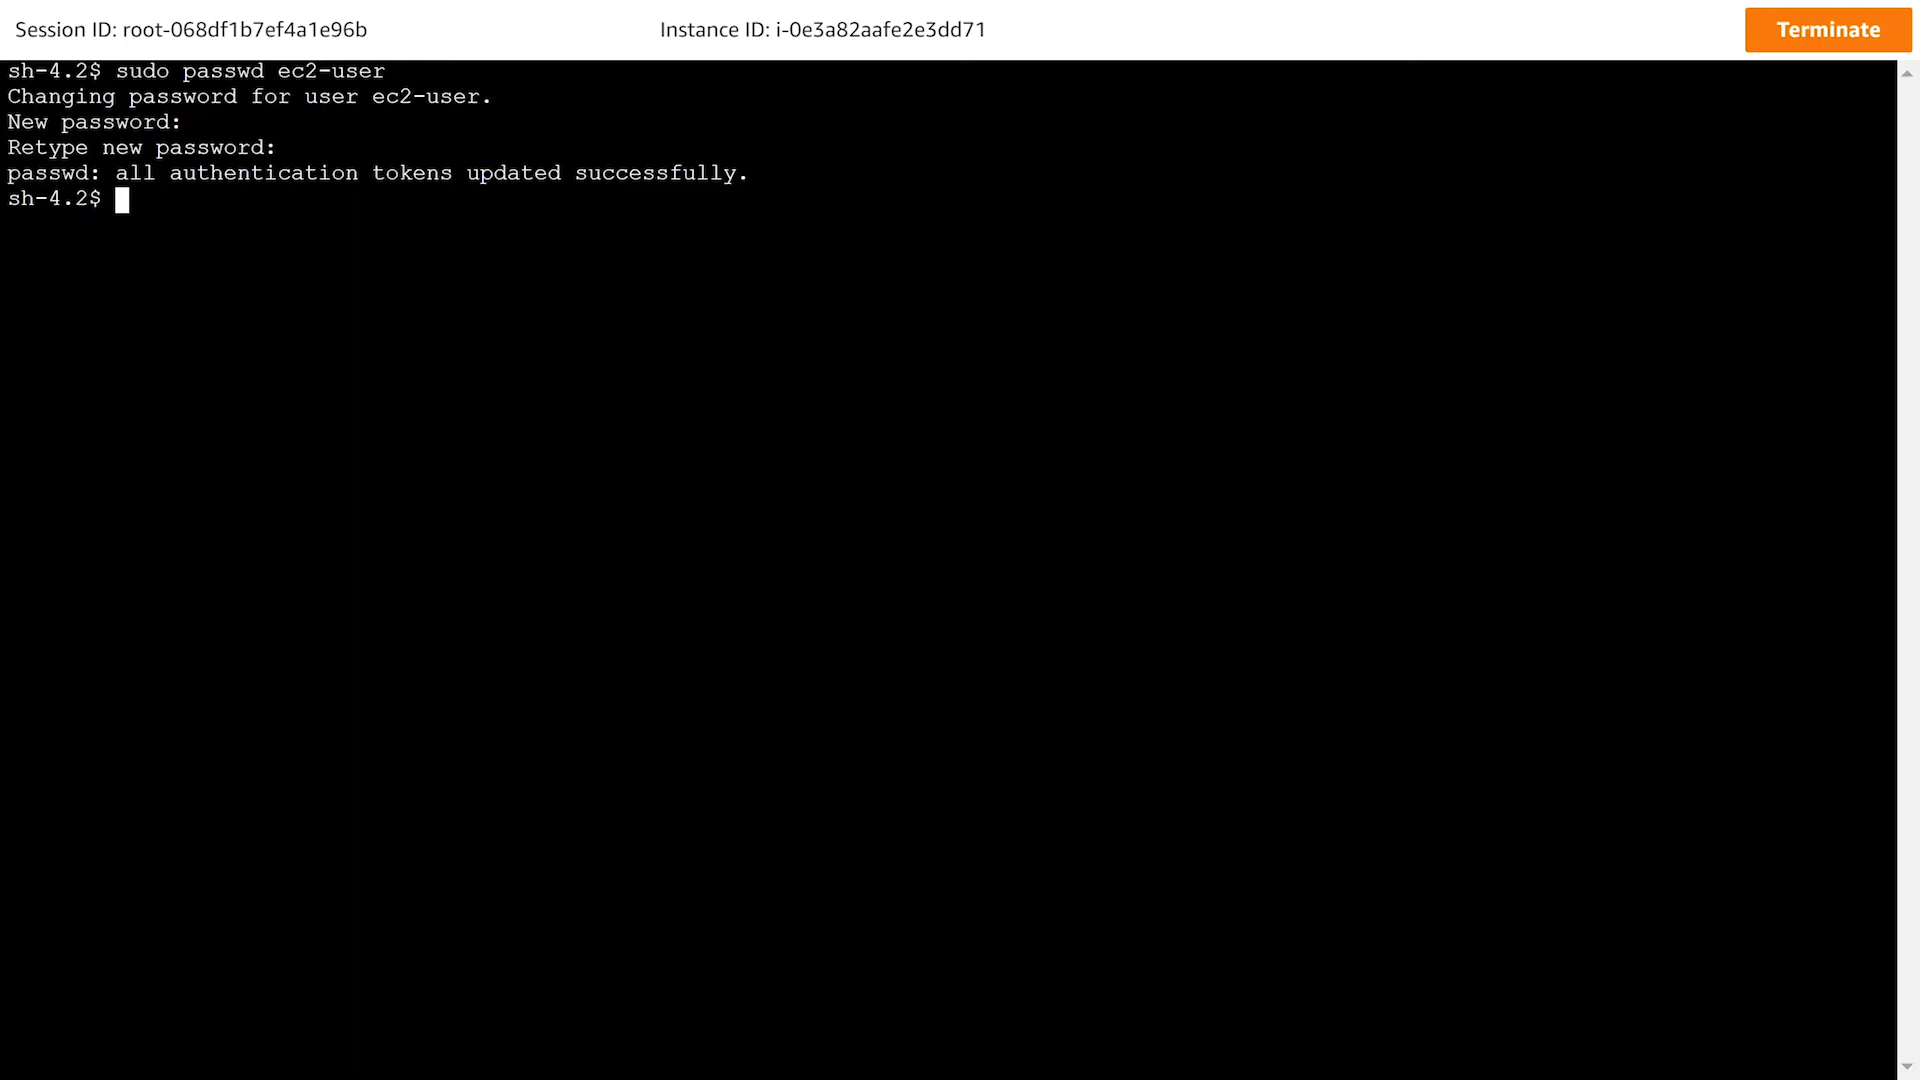 Session ID: root-068df1b7ef4a1e96b
Instance ID: i-0e3a82aafe2e3dd71
Terminate
sh-4.2$ sudo passwd ec2-user
Changing password for user ec2-user.
New password:
Retype new password:
passwd: all authentication tokens updated successfully.
sh-4.2$